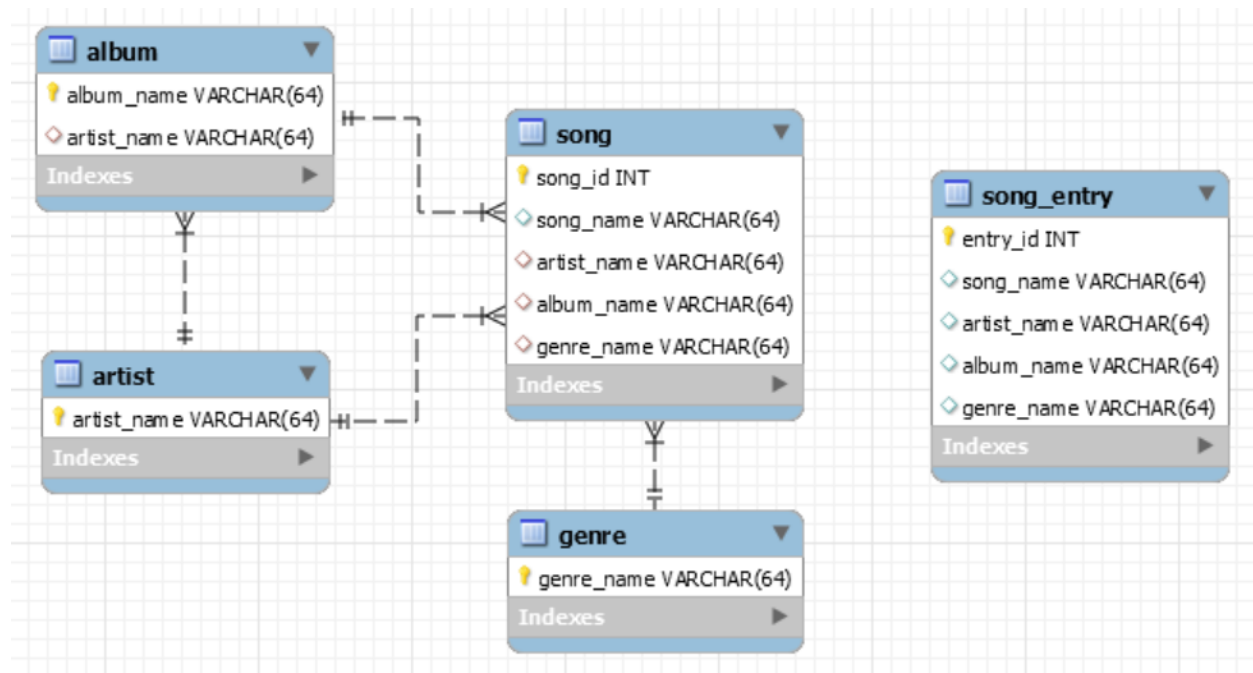 album
album_name VARCHAR(64)
artist_name VARCHAR(64)
Indexes
artist
artist_name VARCHAR(64)
Indexes
song
song_id INT
song_name VARCHAR(64)
artist_name VARCHAR(64)
album_name VARCHAR(64)
genre_name VARCHAR(64)
Indexes
genre
genre_name VARCHAR(64)
Indexes
song_entry
entry_id INT
song_name VARCHAR(64)
artist_name VARCHAR(64)
album_name VARCHAR(64)
genre_name VARCHAR(64)
Indexes